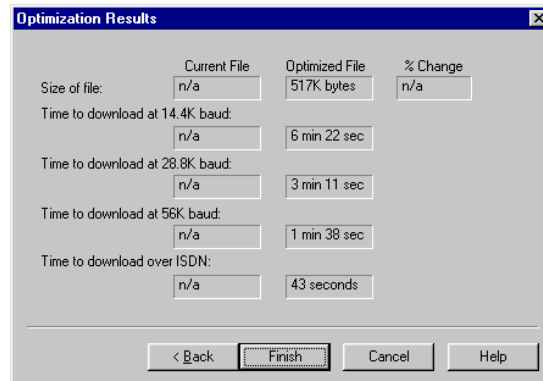 Optimization Results
Current File Optimized File % Change
Size of file: n/a 517K bytes n/a
Time to download at 14.4K baud:
n/a 6 min 22 sec
Time to download at 28.8K baud:
n/a 3 min 11 sec
Time to download at 56K baud:
n/a 1 min 38 sec
Time to download over ISDN:
n/a 43 seconds
< Back Finish Cancel Help